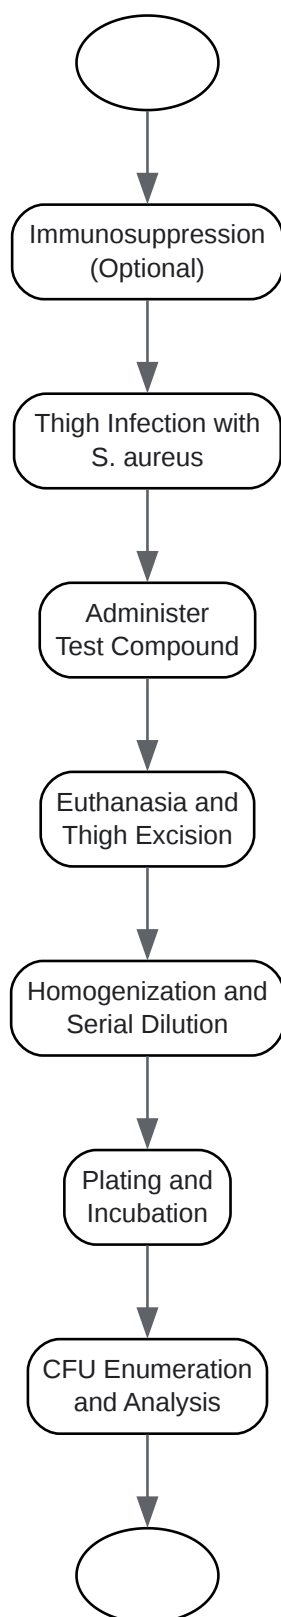 Immunosuppression
(Optional)
Thigh Infection with
S. aureus
Administer
Test Compound
Euthanasia and
Thigh Excision
Homogenization and
Serial Dilution
Plating and
Incubation
CFU Enumeration
and Analysis